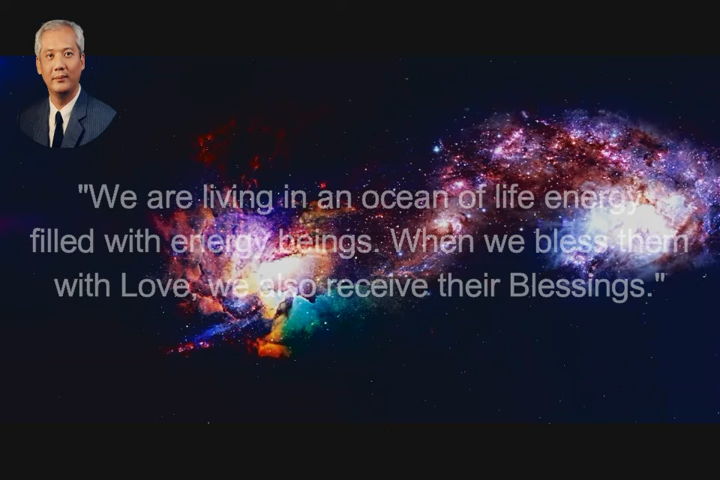 "We are living in an ocean of life energy,
filled with energy beings. When we bless them
with Love, we also receive their Blessings."